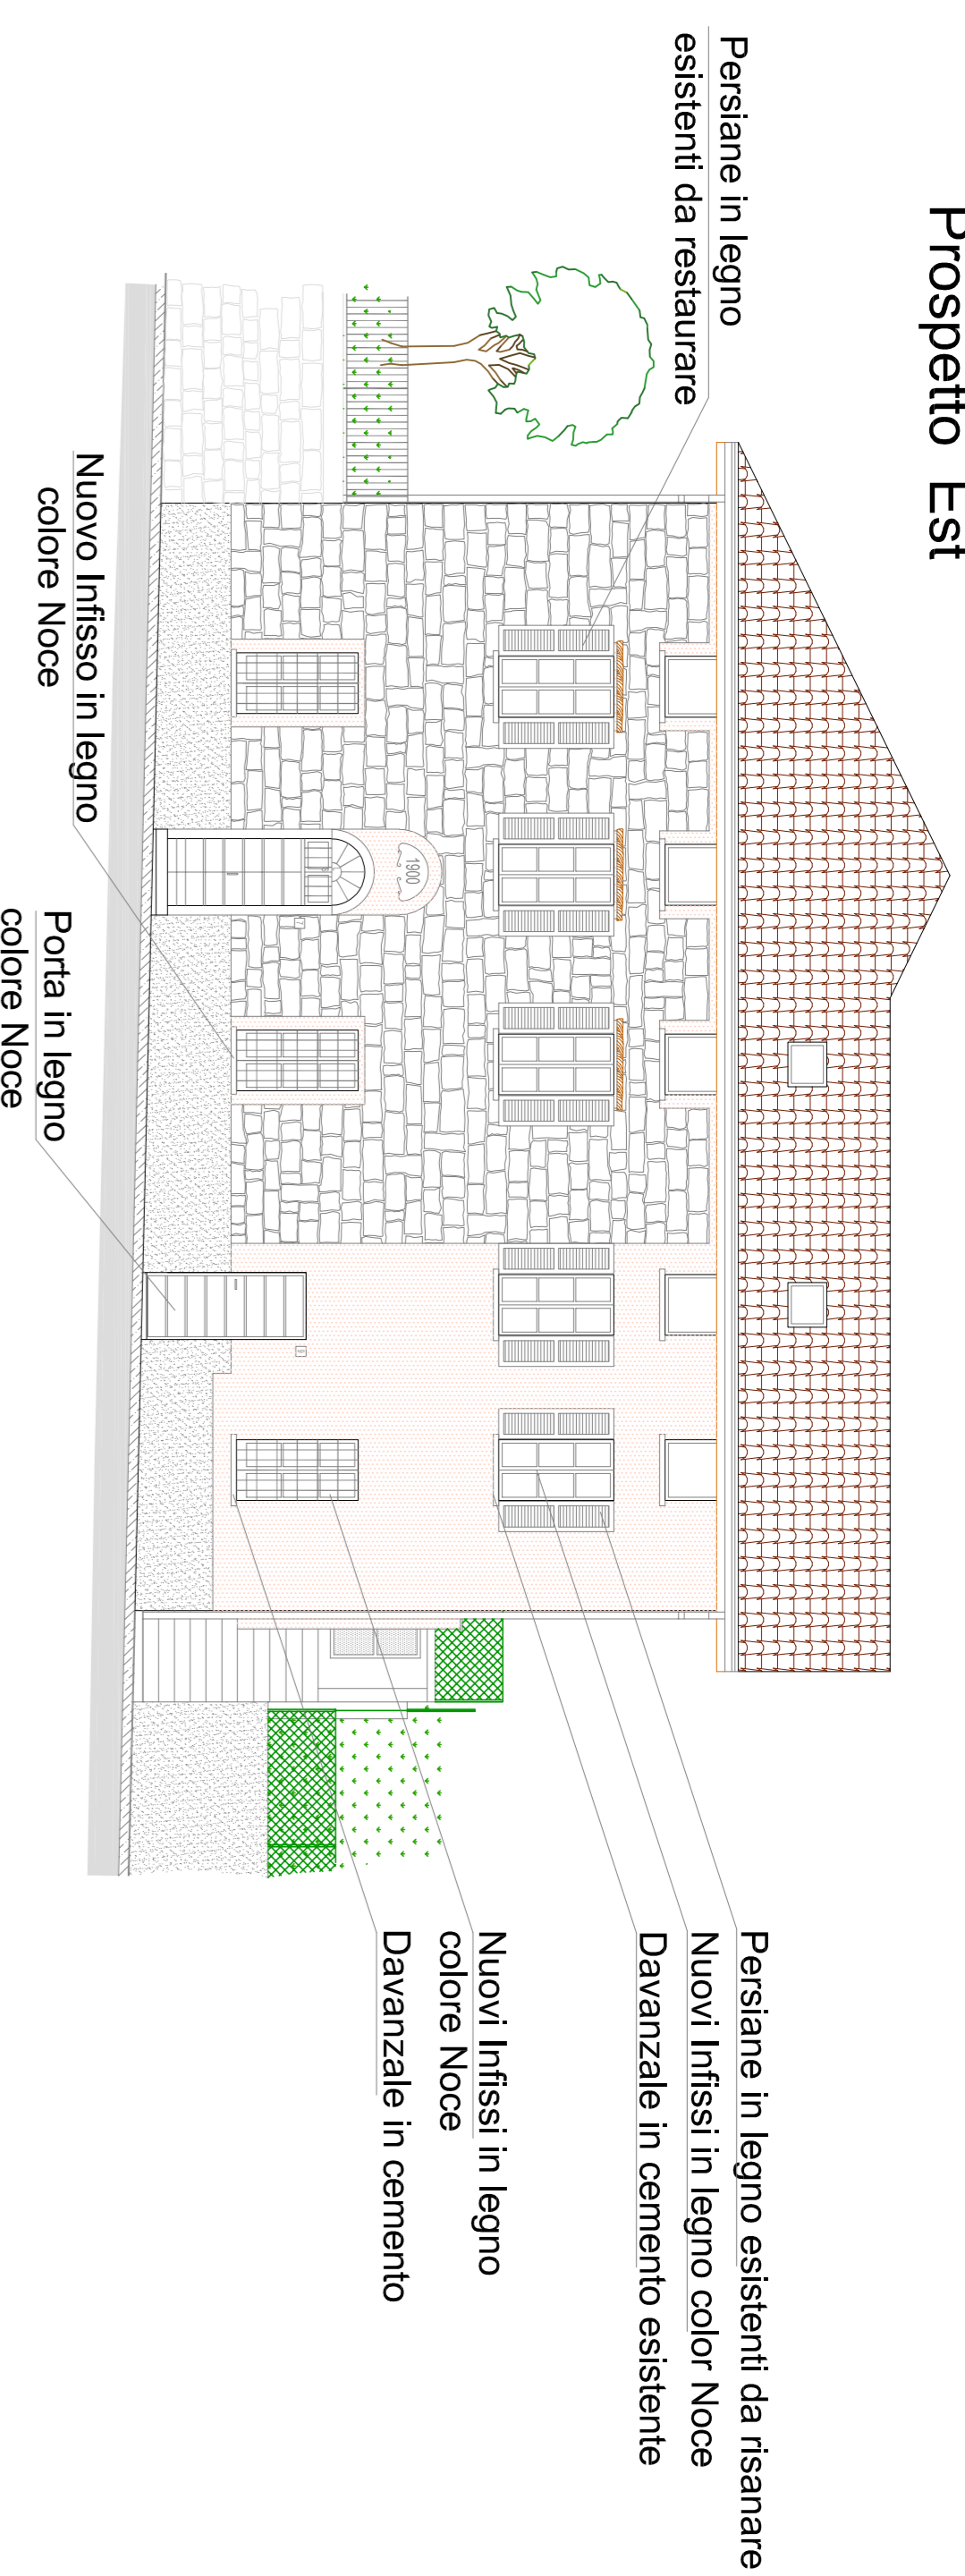 Prospetto Est
Persiane in legno
esistenti da restaurare
Persiane in legno esistenti da risanare
Nuovi Infissi in legno color Noce
Davanzale in cemento esistente
Nuovi Infissi in legno
colore Noce
Davanzale in cemento
1900
Nuovo Infisso in legno
colore Noce
Porta in legno
colore Noce